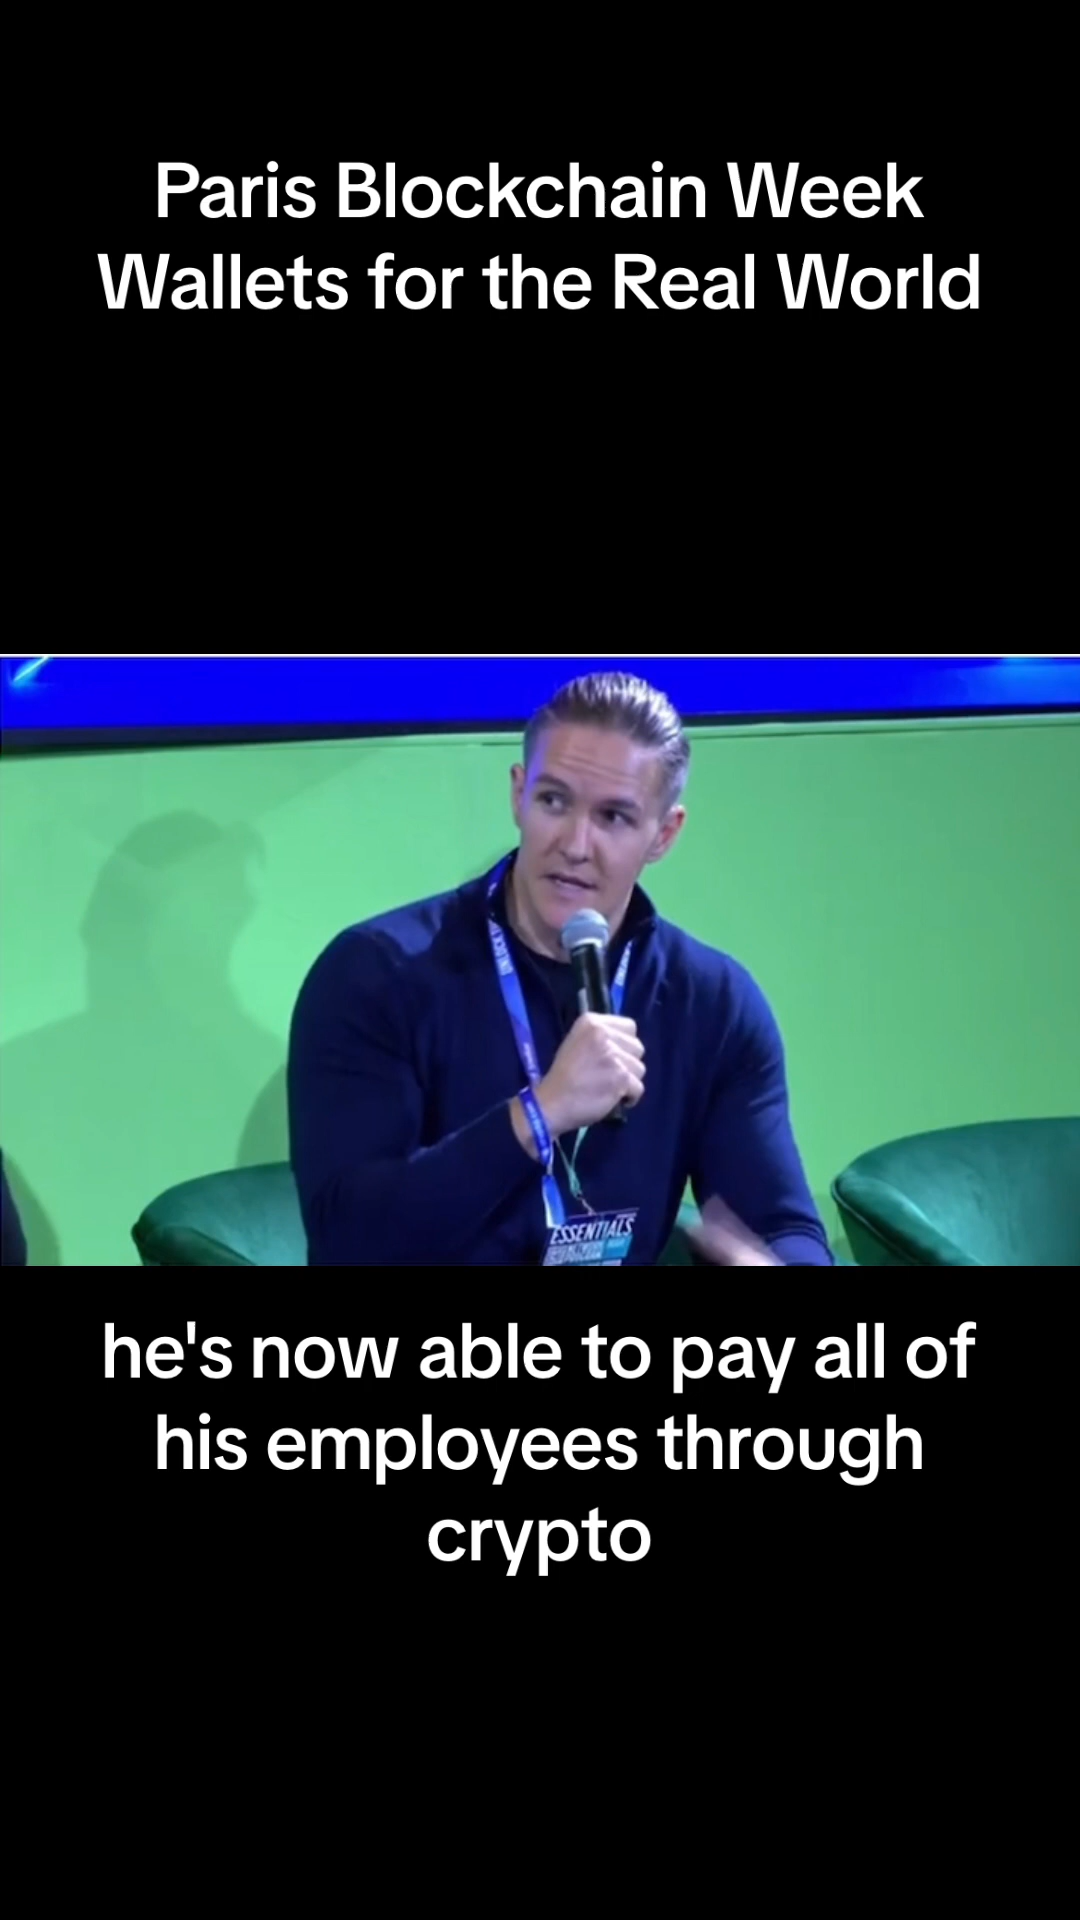 Paris Blockchain Week
Wallets for the Real World
ESSENTIALS
he's now able to pay all of
his employees through
crypto